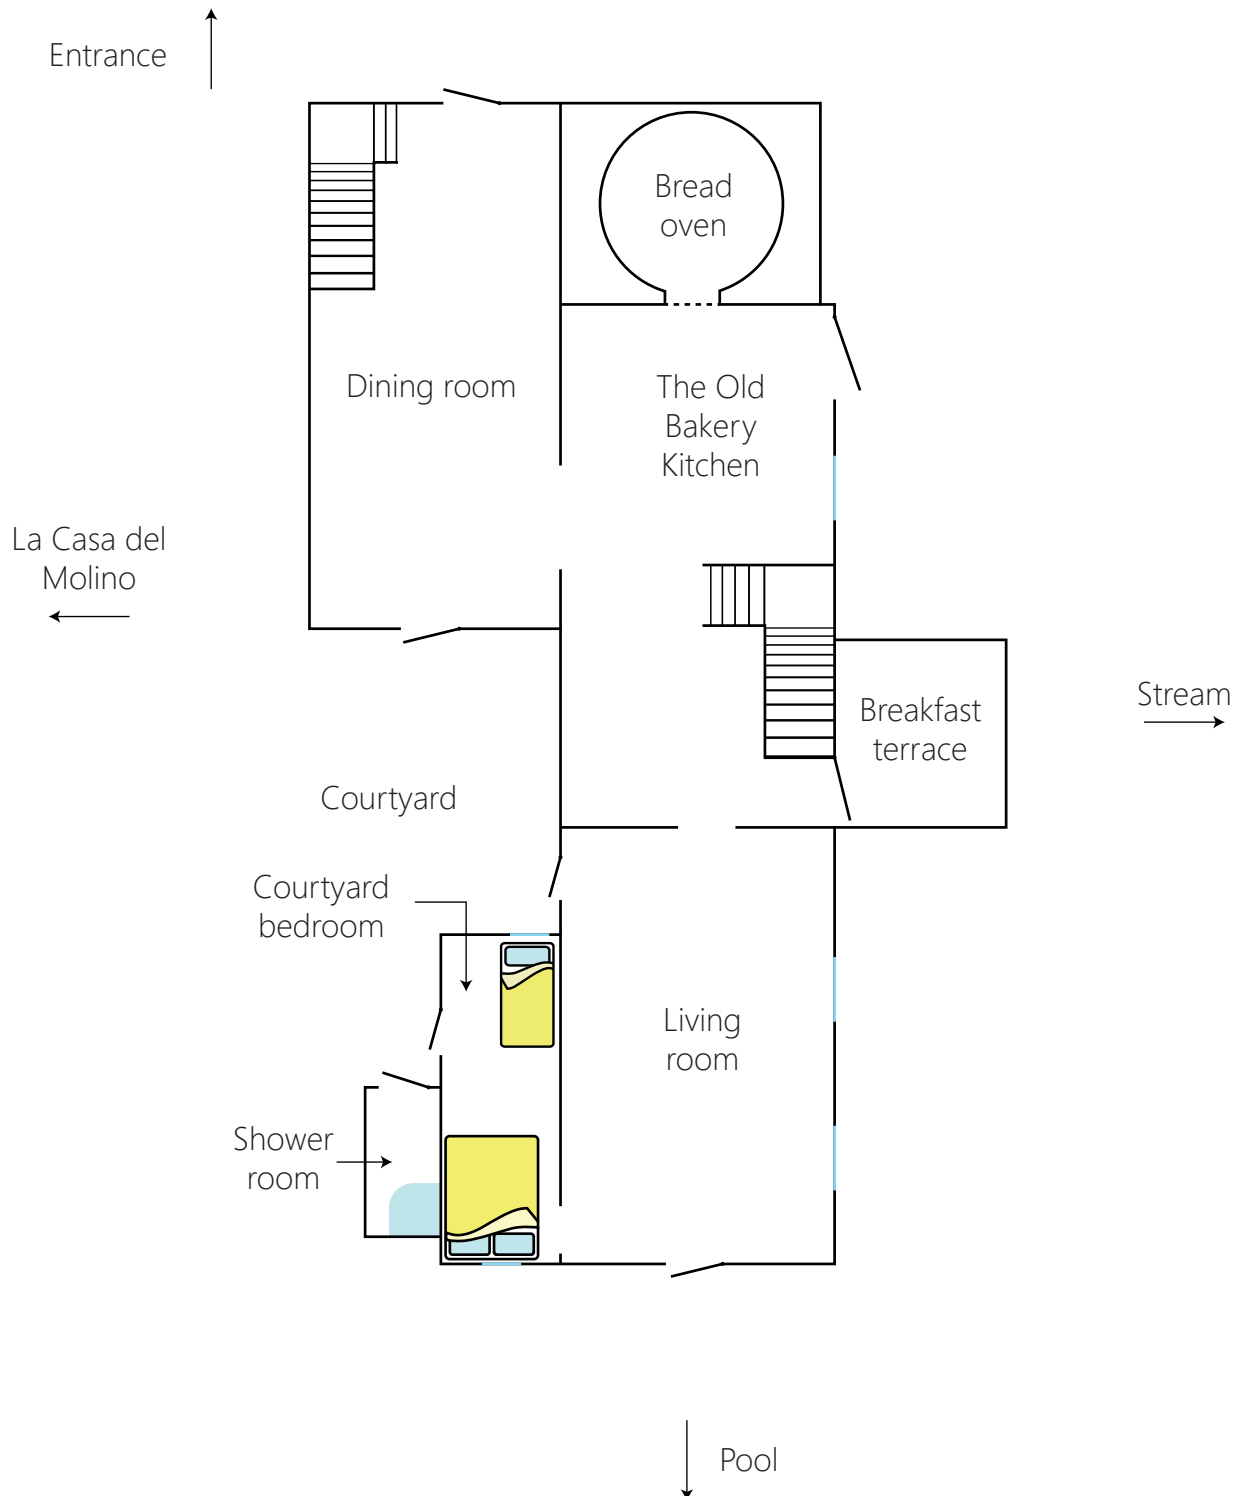 Entrance
Bread
oven
Dining room
The Old
Bakery
Kitchen
La Casa del
Molino
Stream
Breakfast
terrace
Courtyard
Courtyard
bedroom
Living
room
Shower
room
Pool